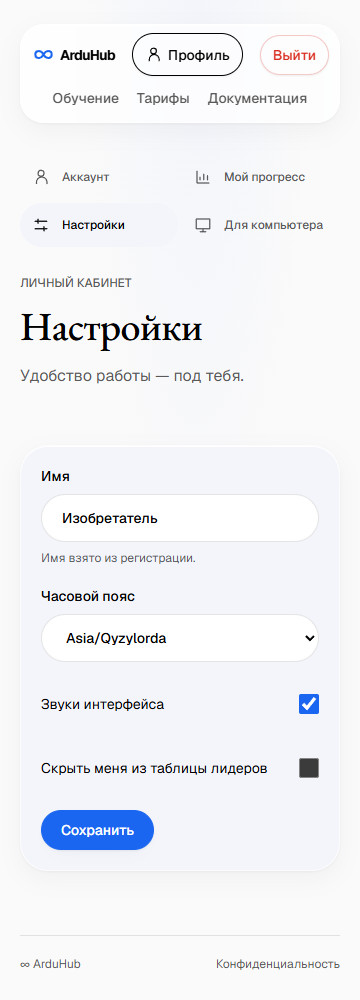 ArduHub Профиль Выйти
Обучение Тарифы Документация
Аккаунт Мой прогресс
Настройки Для компьютера
ЛИЧНЫЙ КАБИНЕТ
Настройки
Удобство работы — под тебя.
Имя
Изобретатель
Имя взято из регистрации.
Часовой пояс
Asia/Qyzylorda
Звуки интерфейса
Скрыть меня из таблицы лидеров
Сохранить
∞ ArduHub Конфиденциальность